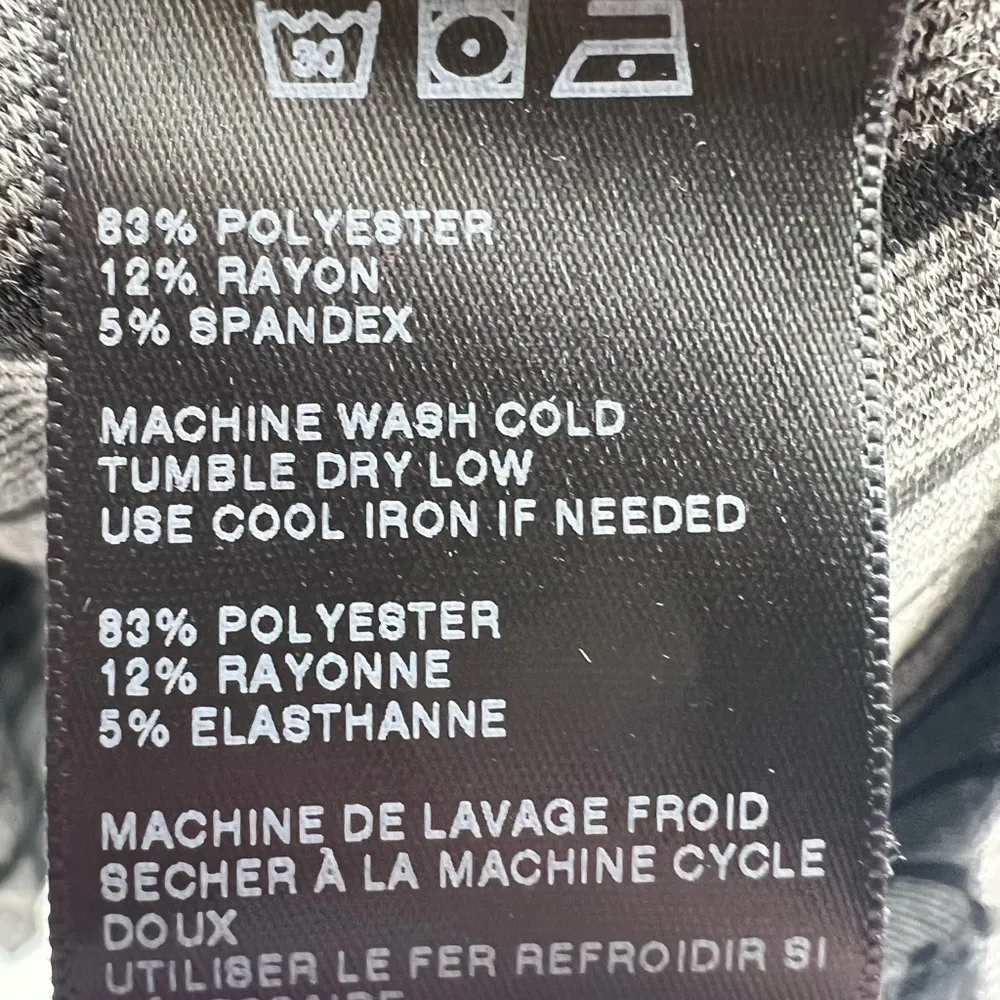 30
83% POLYESTER
12% RAYON
5% SPANDEX
MACHINE WASH COLD
TUMBLE DRY LOW
USE COOL IRON IF NEEDED
83% POLYESTER
12% RAYONNE
5% ELASTHANNE
MACHINE DE LAVAGE FROID
SECHER À LA MACHINE CYCLE
DOUX
UTILISER LE FER REFROIDIR SI